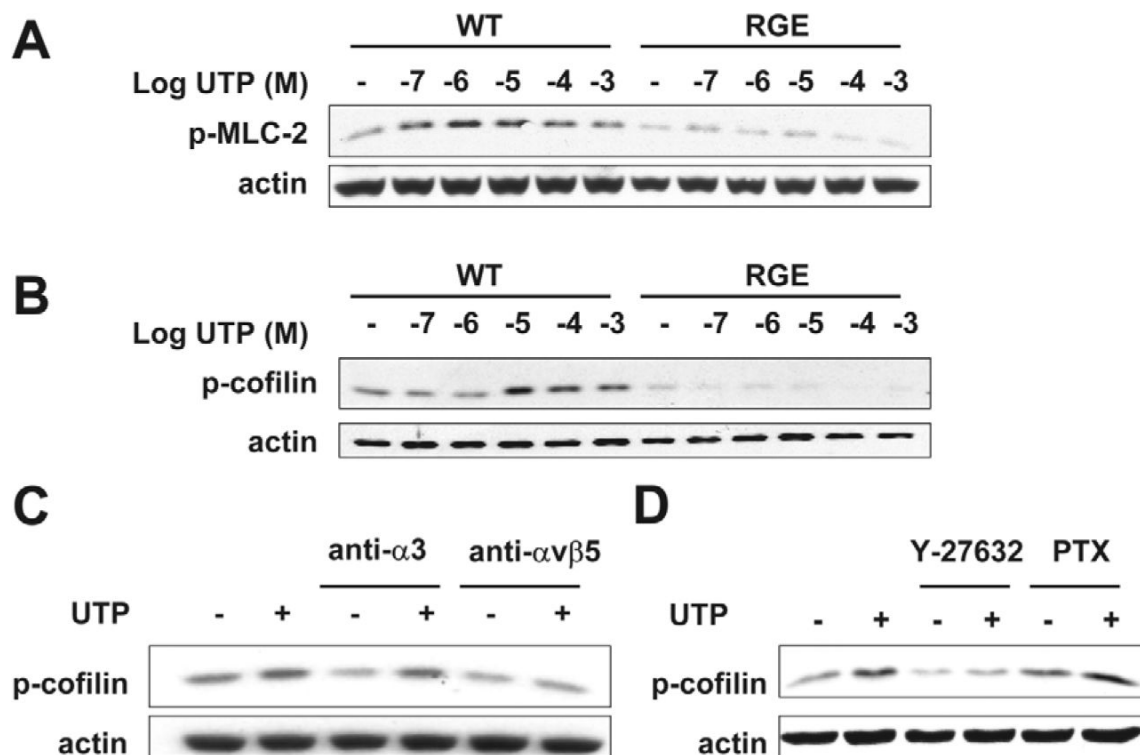 A
WT RGE
Log UTP (M) - -7 -6 -5 -4 -3 - -7 -6 -5 -4 -3
p-MLC-2
actin
B
WT RGE
Log UTP (M) - -7 -6 -5 -4 -3 - -7 -6 -5 -4 -3
p-cofilin
actin
C
anti-α3 anti-αvβ5
UTP - + - + - +
p-cofilin
actin
D
Y-27632 PTX
UTP - + - + - +
p-cofilin
actin